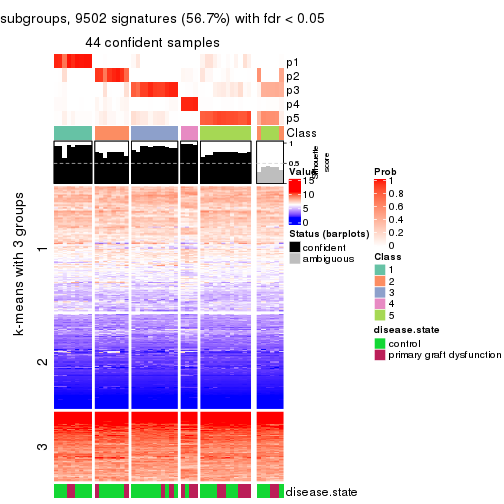 subgroups, 9502 signatures (56.7%) with fdr < 0.05
44 confident samples
p1
p2
p3
p4
p5
Class
1
0.5
Silhouette
score
k-means with 3 groups
1
2
3
disease.state
Value
15
10
5
0
Status (barplots)
confident
ambiguous
Prob
1
0.8
0.6
0.4
0.2
0
Class
1
2
3
4
5
disease.state
control
primary graft dysfunction